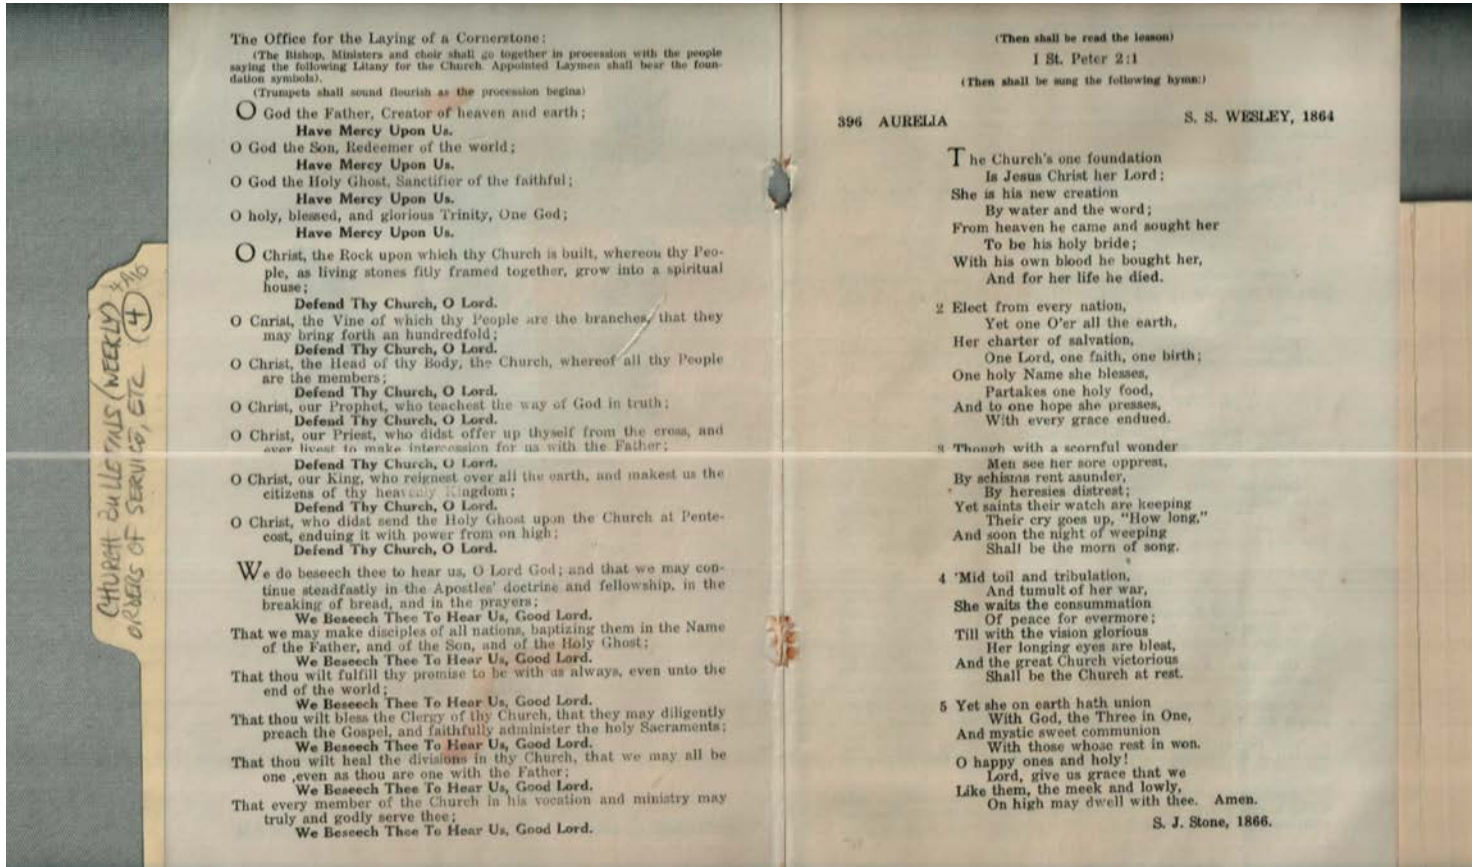 CHURCH BULLETINS (WEEKLY)
ORDERS OF SERVICE, ETC (4)
The Office for the Laying of a Cornerstone:
(The Bishop, Ministers and choir shall go together in procession with the people
saying the following Litany for the Church. Appointed Laymen shall bear the foun-
dation symbols).
(Trumpets shall sound flourish as the procession begins)
O God the Father, Creator of heaven and earth;
Have Mercy Upon Us.
O God the Son, Redeemer of the world;
Have Mercy Upon Us.
O God the Holy Ghost, Sanctifier of the faithful;
Have Mercy Upon Us.
O holy, blessed, and glorious Trinity, One God;
Have Mercy Upon Us.
O Christ, the Rock upon which thy Church is built, whereon thy Peo-
ple, as living stones fitly framed together, grow into a spiritual
house;
Defend Thy Church, O Lord.
O Christ, the Vine of which thy People are the branches, that they
may bring forth an hundredfold;
Defend Thy Church, O Lord.
O Christ, the Head of thy Body, the Church, whereof all thy People
are the members;
Defend Thy Church, O Lord.
O Christ, our Prophet, who teachest the way of God in truth;
Defend Thy Church, O Lord.
O Christ, our Priest, who didst offer up thyself from the cross, and
ever livest to make intercession for us with the Father;
Defend Thy Church, O Lord.
O Christ, our King, who reignest over all the earth, and makest us the
citizens of thy heavenly Kingdom;
Defend Thy Church, O Lord.
O Christ, who didst send the Holy Ghost upon the Church at Pente-
cost, enduing it with power from on high;
Defend Thy Church, O Lord.
We do beseech thee to hear us, O Lord God; and that we may con-
tinue steadfastly in the Apostles' doctrine and fellowship, in the
breaking of bread, and in the prayers;
We Beseech Thee To Hear Us, Good Lord.
That we may make disciples of all nations, baptizing them in the Name
of the Father, and of the Son, and of the Holy Ghost;
We Beseech Thee To Hear Us, Good Lord.
That thou wilt fulfill thy promise to be with us always, even unto the
end of the world;
We Beseech Thee To Hear Us, Good Lord.
That thou wilt bless the Clergy of thy Church, that they may diligently
preach the Gospel, and faithfully administer the holy Sacraments;
We Beseech Thee To Hear Us, Good Lord.
That thou wilt heal the divisions in thy Church, that we may all be
one ,even as thou are one with the Father;
We Beseech Thee To Hear Us, Good Lord.
That every member of the Church in his vocation and ministry may
truly and godly serve thee;
We Beseech Thee To Hear Us, Good Lord.
(Then shall be read the lesson)
I St. Peter 2:1
(Then shall be sung the following hymn:)
396 AURELIA S. S. WESLEY, 1864
The Church's one foundation
Is Jesus Christ her Lord;
She is his new creation
By water and the word;
From heaven he came and sought her
To be his holy bride;
With his own blood he bought her,
And for her life he died.
2 Elect from every nation,
Yet one O'er all the earth,
Her charter of salvation,
One Lord, one faith, one birth;
One holy Name she blesses,
Partakes one holy food,
And to one hope she presses,
With every grace endued.
3 Though with a scornful wonder
Men see her sore opprest,
By schisms rent asunder,
By heresies distrest;
Yet saints their watch are keeping
Their cry goes up, "How long,"
And soon the night of weeping
Shall be the morn of song.
4 'Mid toil and tribulation,
And tumult of her war,
She waits the consummation
Of peace for evermore;
Till with the vision glorious
Her longing eyes are blest,
And the great Church victorious
Shall be the Church at rest.
5 Yet she on earth hath union
With God, the Three in One,
And mystic sweet communion
With those whose rest in won.
O happy ones and holy!
Lord, give us grace that we
Like them, the meek and lowly,
On high may dwell with thee. Amen.
S. J. Stone, 1866.